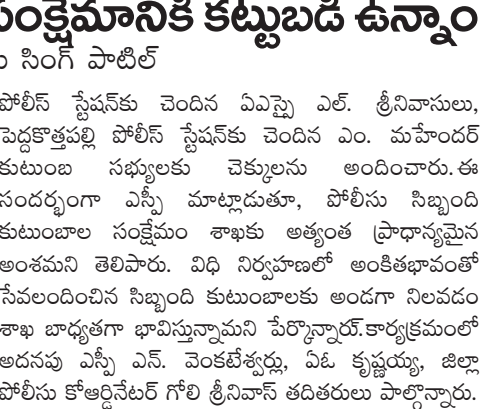 సంక్షేమానికి కట్టుబడి ఉన్నాం
సింగ్ పాటిల్
పోలీస్ స్టేషన్‌కు చెందిన ఏఎస్సై ఎల్. శ్రీనివాసులు,
పెద్దకొత్తపల్లి పోలీస్ స్టేషన్‌కు చెందిన ఎం. మహేందర్
కుటుంబ సభ్యులకు చెక్కులను అందించారు.ఈ
సందర్భంగా ఎస్పీ మాట్లాడుతూ, పోలీసు సిబ్బంది
కుటుంబాల సంక్షేమం శాఖకు అత్యంత ప్రాధాన్యమైన
అంశమని తెలిపారు. విధి నిర్వహణలో అంకితభావంతో
సేవలందించిన సిబ్బంది కుటుంబాలకు అండగా నిలవడం
శాఖ బాధ్యతగా భావిస్తున్నామని పేర్కొన్నారు.కార్యక్రమంలో
అదనపు ఎస్పీ ఎన్. వెంకటేశ్వర్లు, ఏఓ కృష్ణయ్య, జిల్లా
పోలీసు కోఆర్డినేటర్ గోలి శ్రీనివాస్ తదితరులు పాల్గొన్నారు.